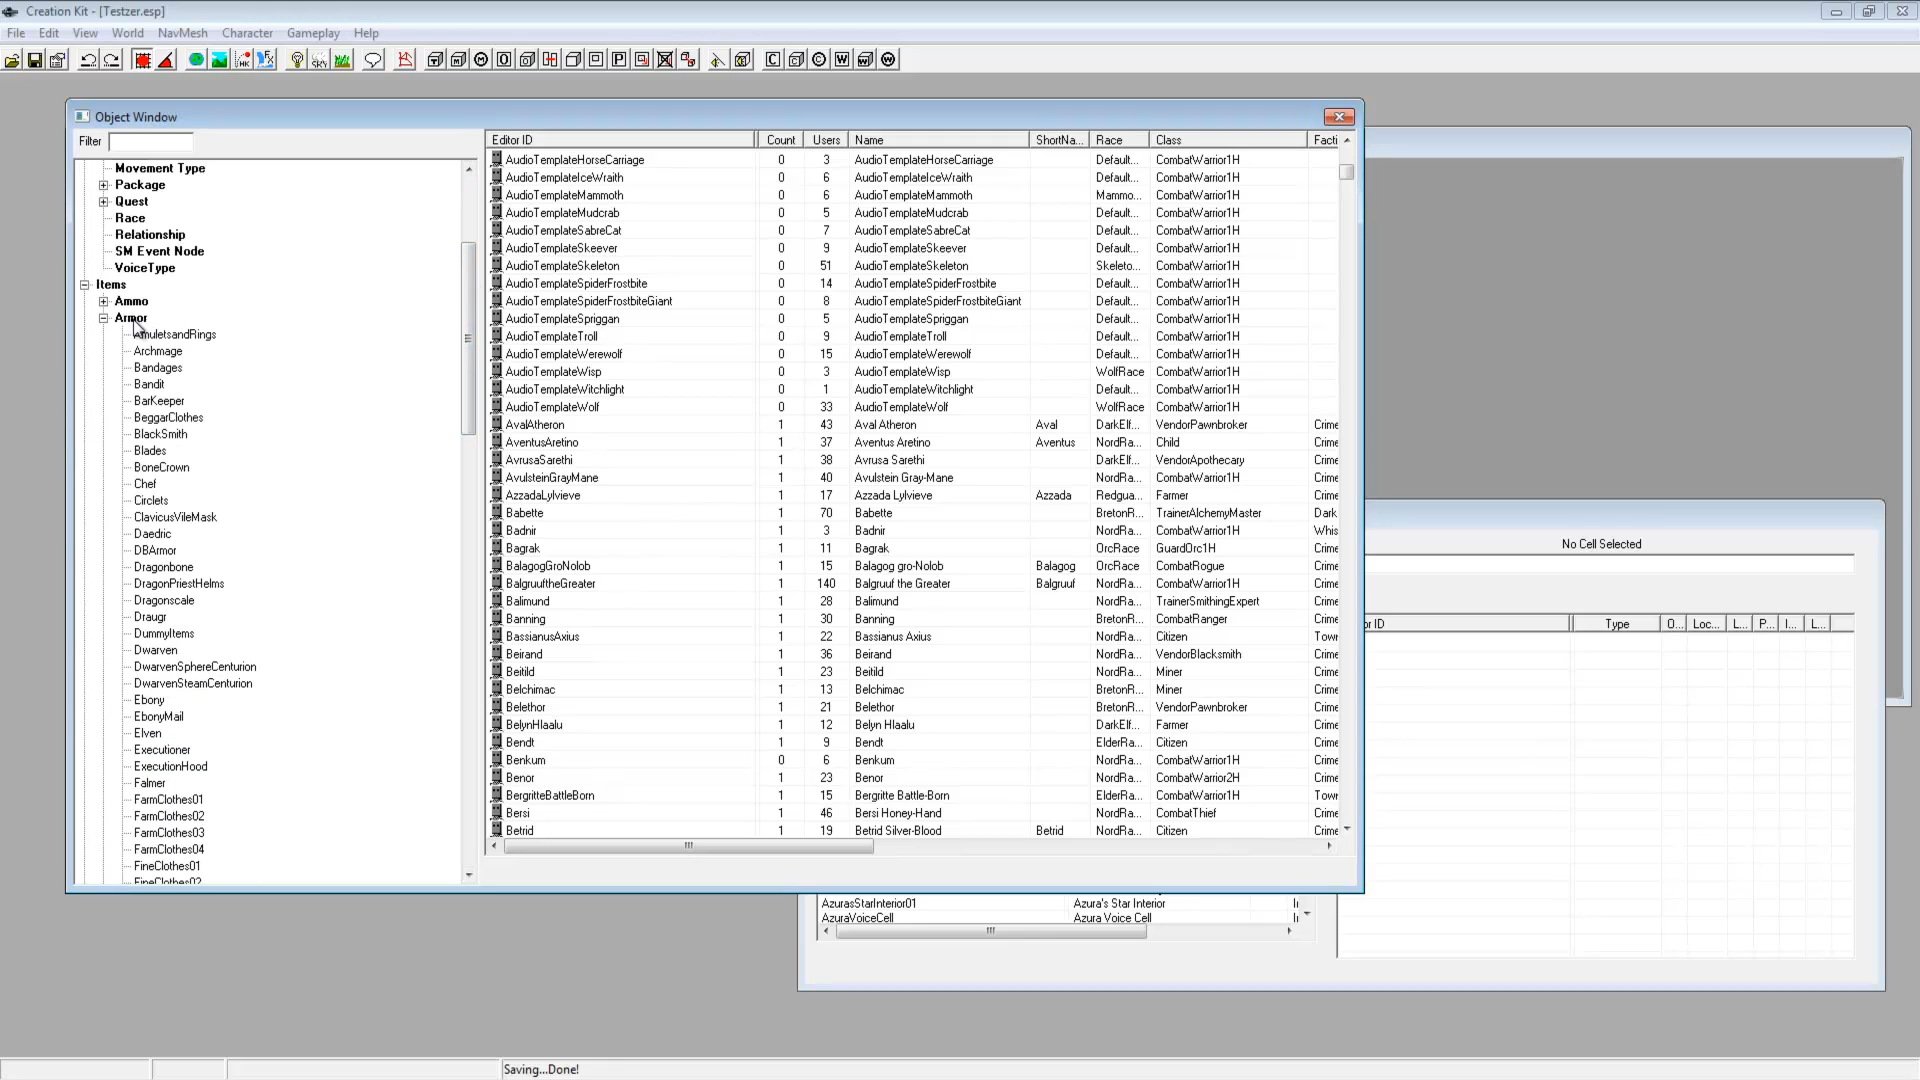 Creation Kit - [Testzer.esp]
File Edit View World NavMesh Character Gameplay Help
Object Window
Filter
Movement Type
Package
Quest
Race
Relationship
SM Event Node
VoiceType
Items
Ammo
Armor
AmuletsandRings
Archmage
Bandages
Bandit
BarKeeper
BeggarClothes
BlackSmith
Blades
BoneCrown
Chef
Circlets
ClavicusVileMask
Daedric
DBArmor
Dragonbone
DragonPriestHelms
Dragonscale
Draugr
DummyItems
Dwarven
DwarvenSphereCenturion
DwarvenSteamCenturion
Ebony
EbonyMail
Elven
Executioner
ExecutionHood
Falmer
FarmClothes01
FarmClothes02
FarmClothes03
FarmClothes04
FineClothes01
FineClothes02
Editor ID Count Users Name ShortNa... Race Class Facti
AudioTemplateHorseCarriage 0 3 AudioTemplateHorseCarriage Default... CombatWarrior1H
AudioTemplateIceWraith 0 6 AudioTemplateIceWraith Default... CombatWarrior1H
AudioTemplateMammoth 0 6 AudioTemplateMammoth Mammo... CombatWarrior1H
AudioTemplateMudcrab 0 5 AudioTemplateMudcrab Default... CombatWarrior1H
AudioTemplateSabreCat 0 7 AudioTemplateSabreCat Default... CombatWarrior1H
AudioTemplateSkeever 0 9 AudioTemplateSkeever Default... CombatWarrior1H
AudioTemplateSkeleton 0 51 AudioTemplateSkeleton Skeleto... CombatWarrior1H
AudioTemplateSpiderFrostbite 0 14 AudioTemplateSpiderFrostbite Default... CombatWarrior1H
AudioTemplateSpiderFrostbiteGiant 0 8 AudioTemplateSpiderFrostbiteGiant Default... CombatWarrior1H
AudioTemplateSpriggan 0 7 AudioTemplateSpriggan Default... CombatWarrior1H
AudioTemplateTroll 0 9 AudioTemplateTroll Default... CombatWarrior1H
AudioTemplateWerewolf 0 15 AudioTemplateWerewolf Default... CombatWarrior1H
AudioTemplateWisp 0 3 AudioTemplateWisp WolfRace CombatWarrior1H
AudioTemplateWitchlight 0 1 AudioTemplateWitchlight Default... CombatWarrior1H
AudioTemplateWolf 0 33 AudioTemplateWolf WolfRace CombatWarrior1H
AvalAtheron 1 43 Aval Atheron Aval DarkElf... VendorPawnbroker Crime
AventusAretino 1 37 Aventus Aretino Aventus NordRa... Child Crime
AvrusaSarethi 1 38 Avrusa Sarethi DarkElf... VendorApothecary Crime
AvulsteinGrayMane 1 40 Avulstein Gray-Mane NordRa... CombatWarrior1H Crime
AzzadaLylvieve 1 17 Azzada Lylvieve Azzada Redgua... Farmer Crime
Babette 1 70 Babette BretonR... TrainerAlchemyMaster Dark
Badnir 1 3 Badnir NordRa... CombatWarrior1H Whis
Bagrak 1 11 Bagrak OrcRace GuardOrc1H Crime
BalagogGroNolob 1 15 Balagog gro-Nolob Balagog OrcRace CombatRogue Crime
BalgruuftheGreater 1 140 Balgruuf the Greater Balgruuf NordRa... CombatWarrior1H Crime
Balimund 1 28 Balimund NordRa... TrainerSmithingExpert Crime
Banning 1 30 Banning BretonR... CombatRanger Crime
BassianusAxius 1 22 Bassianus Axius NordRa... Citizen Town
Beirand 1 36 Beirand NordRa... VendorBlacksmith Crime
Beitild 1 23 Beitild NordRa... Miner Crime
Belchimac 1 13 Belchimac BretonR... Miner Crime
Belethor 1 21 Belethor BretonR... VendorPawnbroker Crime
BelynHlaalu 1 12 Belyn Hlaalu DarkElf... Farmer Crime
Bendt 1 9 Bendt ElderRa... Citizen Crime
Benkum 0 6 Benkum NordRa... CombatWarrior1H Crime
Benor 1 23 Benor NordRa... CombatWarrior2H Crime
BergritteBattleBorn 1 15 Bergritte Battle-Born ElderRa... CombatWarrior1H Town
Bersi 1 46 Bersi Honey-Hand NordRa... CombatThief Crime
Betrid 1 19 Betrid Silver-Blood Betrid NordRa... Citizen Crime
No Cell Selected
or ID Type O... Loc... L... P... I... L...
AzurasStarInterior01 Azura's Star Interior
AzuraVoiceCell Azura Voice Cell
Saving...Done!